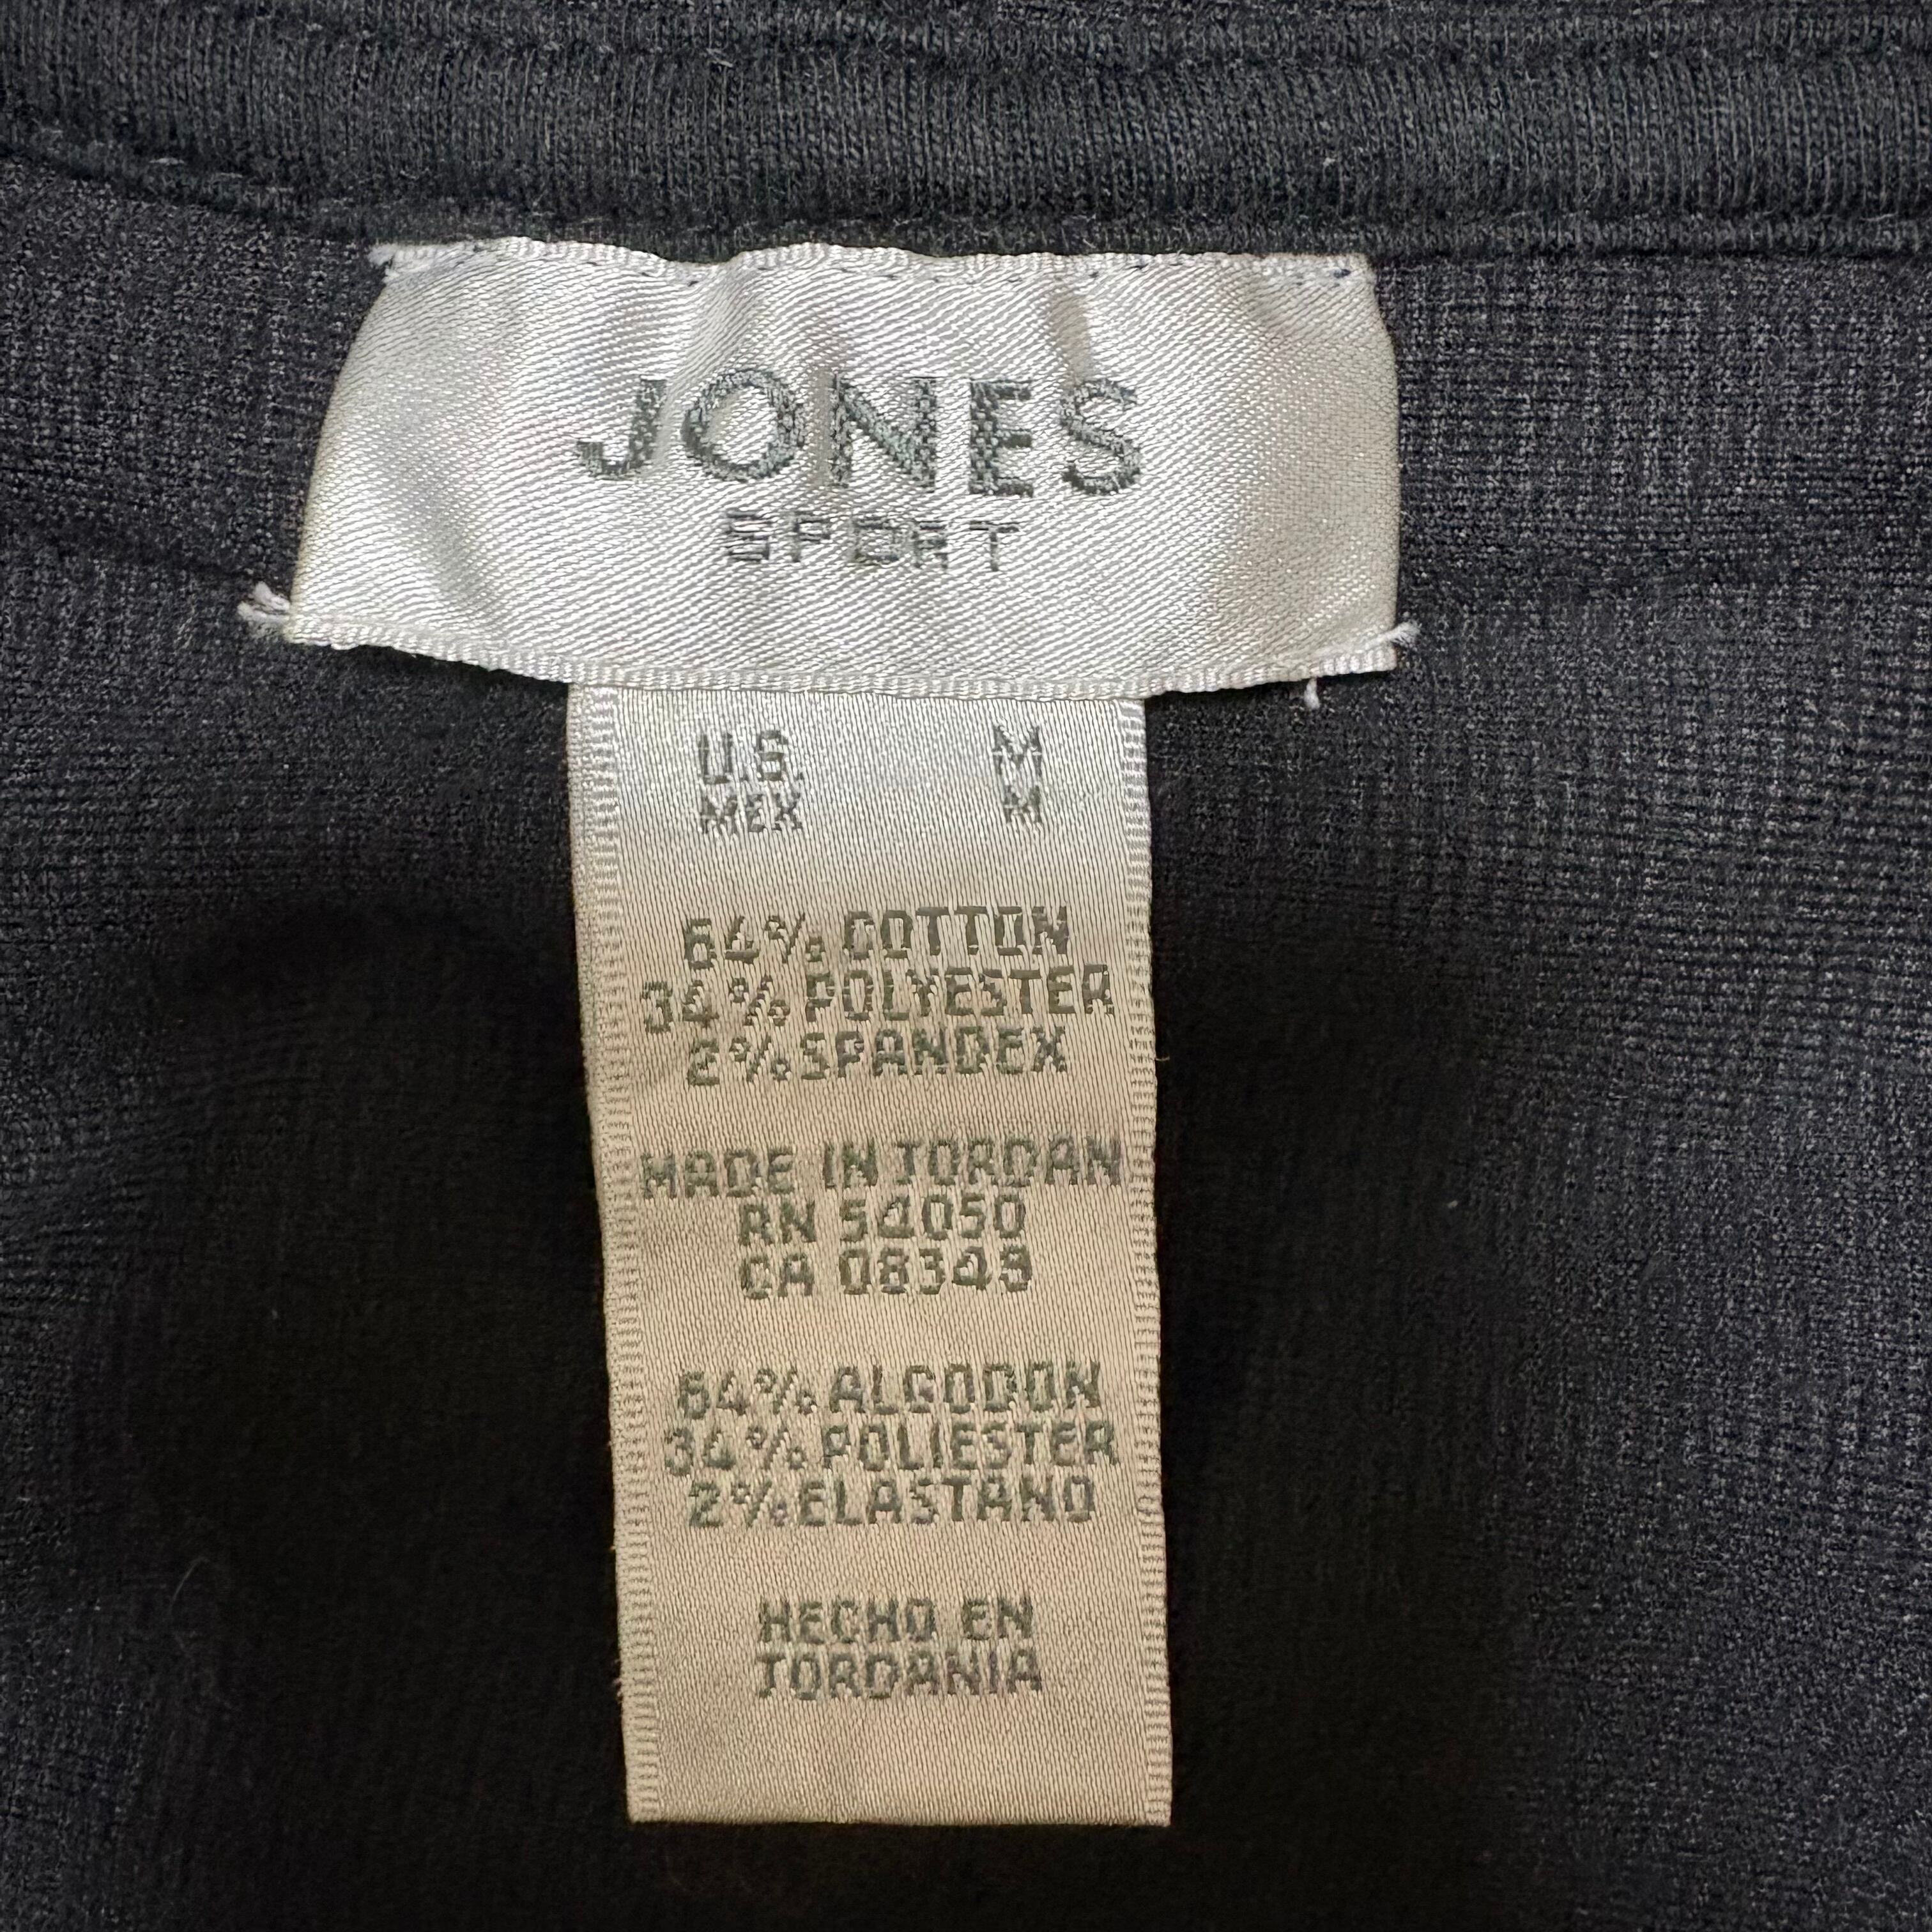 JONES
SPORT
U.S. M
MEX M
64% COTTON
34% POLYESTER
2% SPANDEX
MADE IN JORDAN
RN 54050
CA 08349
64% ALGODON
34% POLIESTER
2% ELASTANO
HECHO EN
JORDANIA